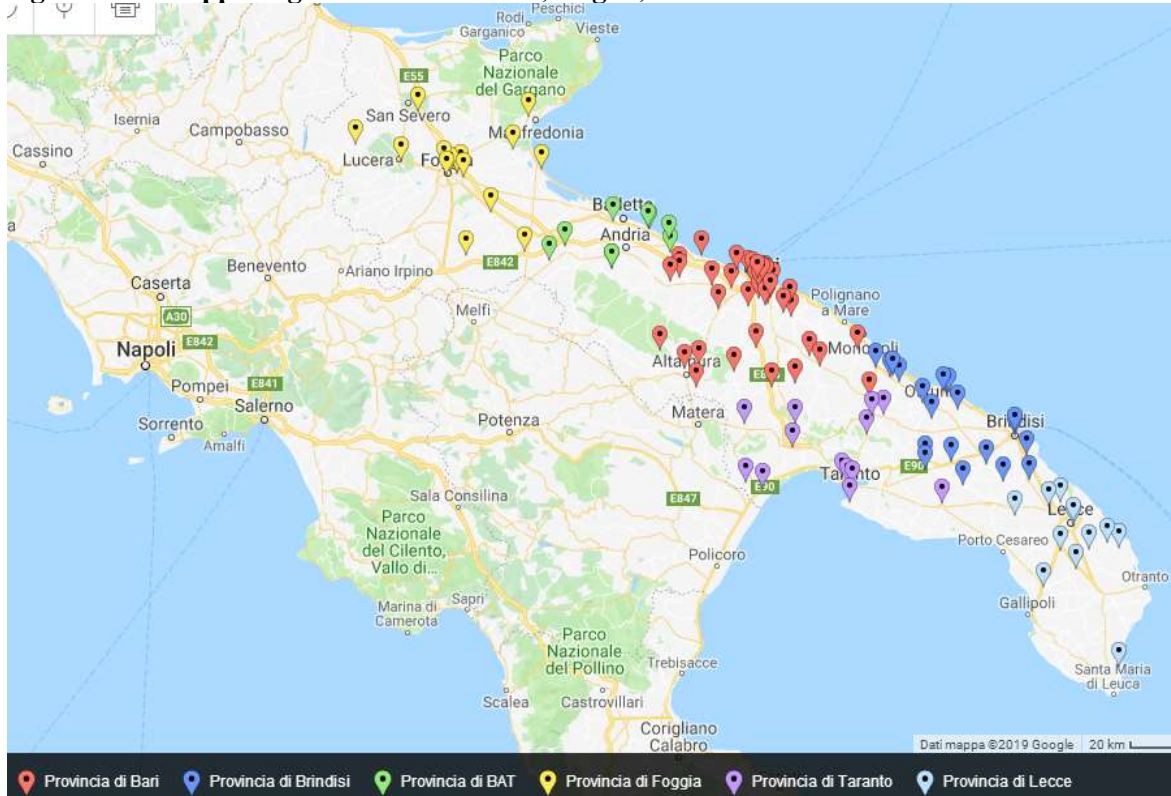 Rodi
Garganico
Peschici
Vieste
Parco
Nazionale
del Gargano
E55
San Severo
Isernia
Campobasso
Manfredonia
Cassino
Lucera
Barletta
Andria
E842
Benevento
Ariano Irpino
Caserta
Polignano
a Mare
A30
Melfi
E842
Napoli
Monopoli
Altamura
Pompei
E841
Salerno
Matera
Ostuni
Sorrento
Potenza
Brindisi
Amalfi
Taranto
E90
E90
Sala Consilina
E847
Lecce
Parco
Nazionale
del Cilento,
Vallo di...
Porto Cesareo
Policoro
Otranto
Sapri
Marina di
Camerota
Gallipoli
Parco
Nazionale
del Pollino
Trebisacce
Santa Maria
di Leuca
Scalea
Castrovillari
Corigliano
Calabro
Dati mappa ©2019 Google
20 km
Provincia di Bari
Provincia di Brindisi
Provincia di BAT
Provincia di Foggia
Provincia di Taranto
Provincia di Lecce